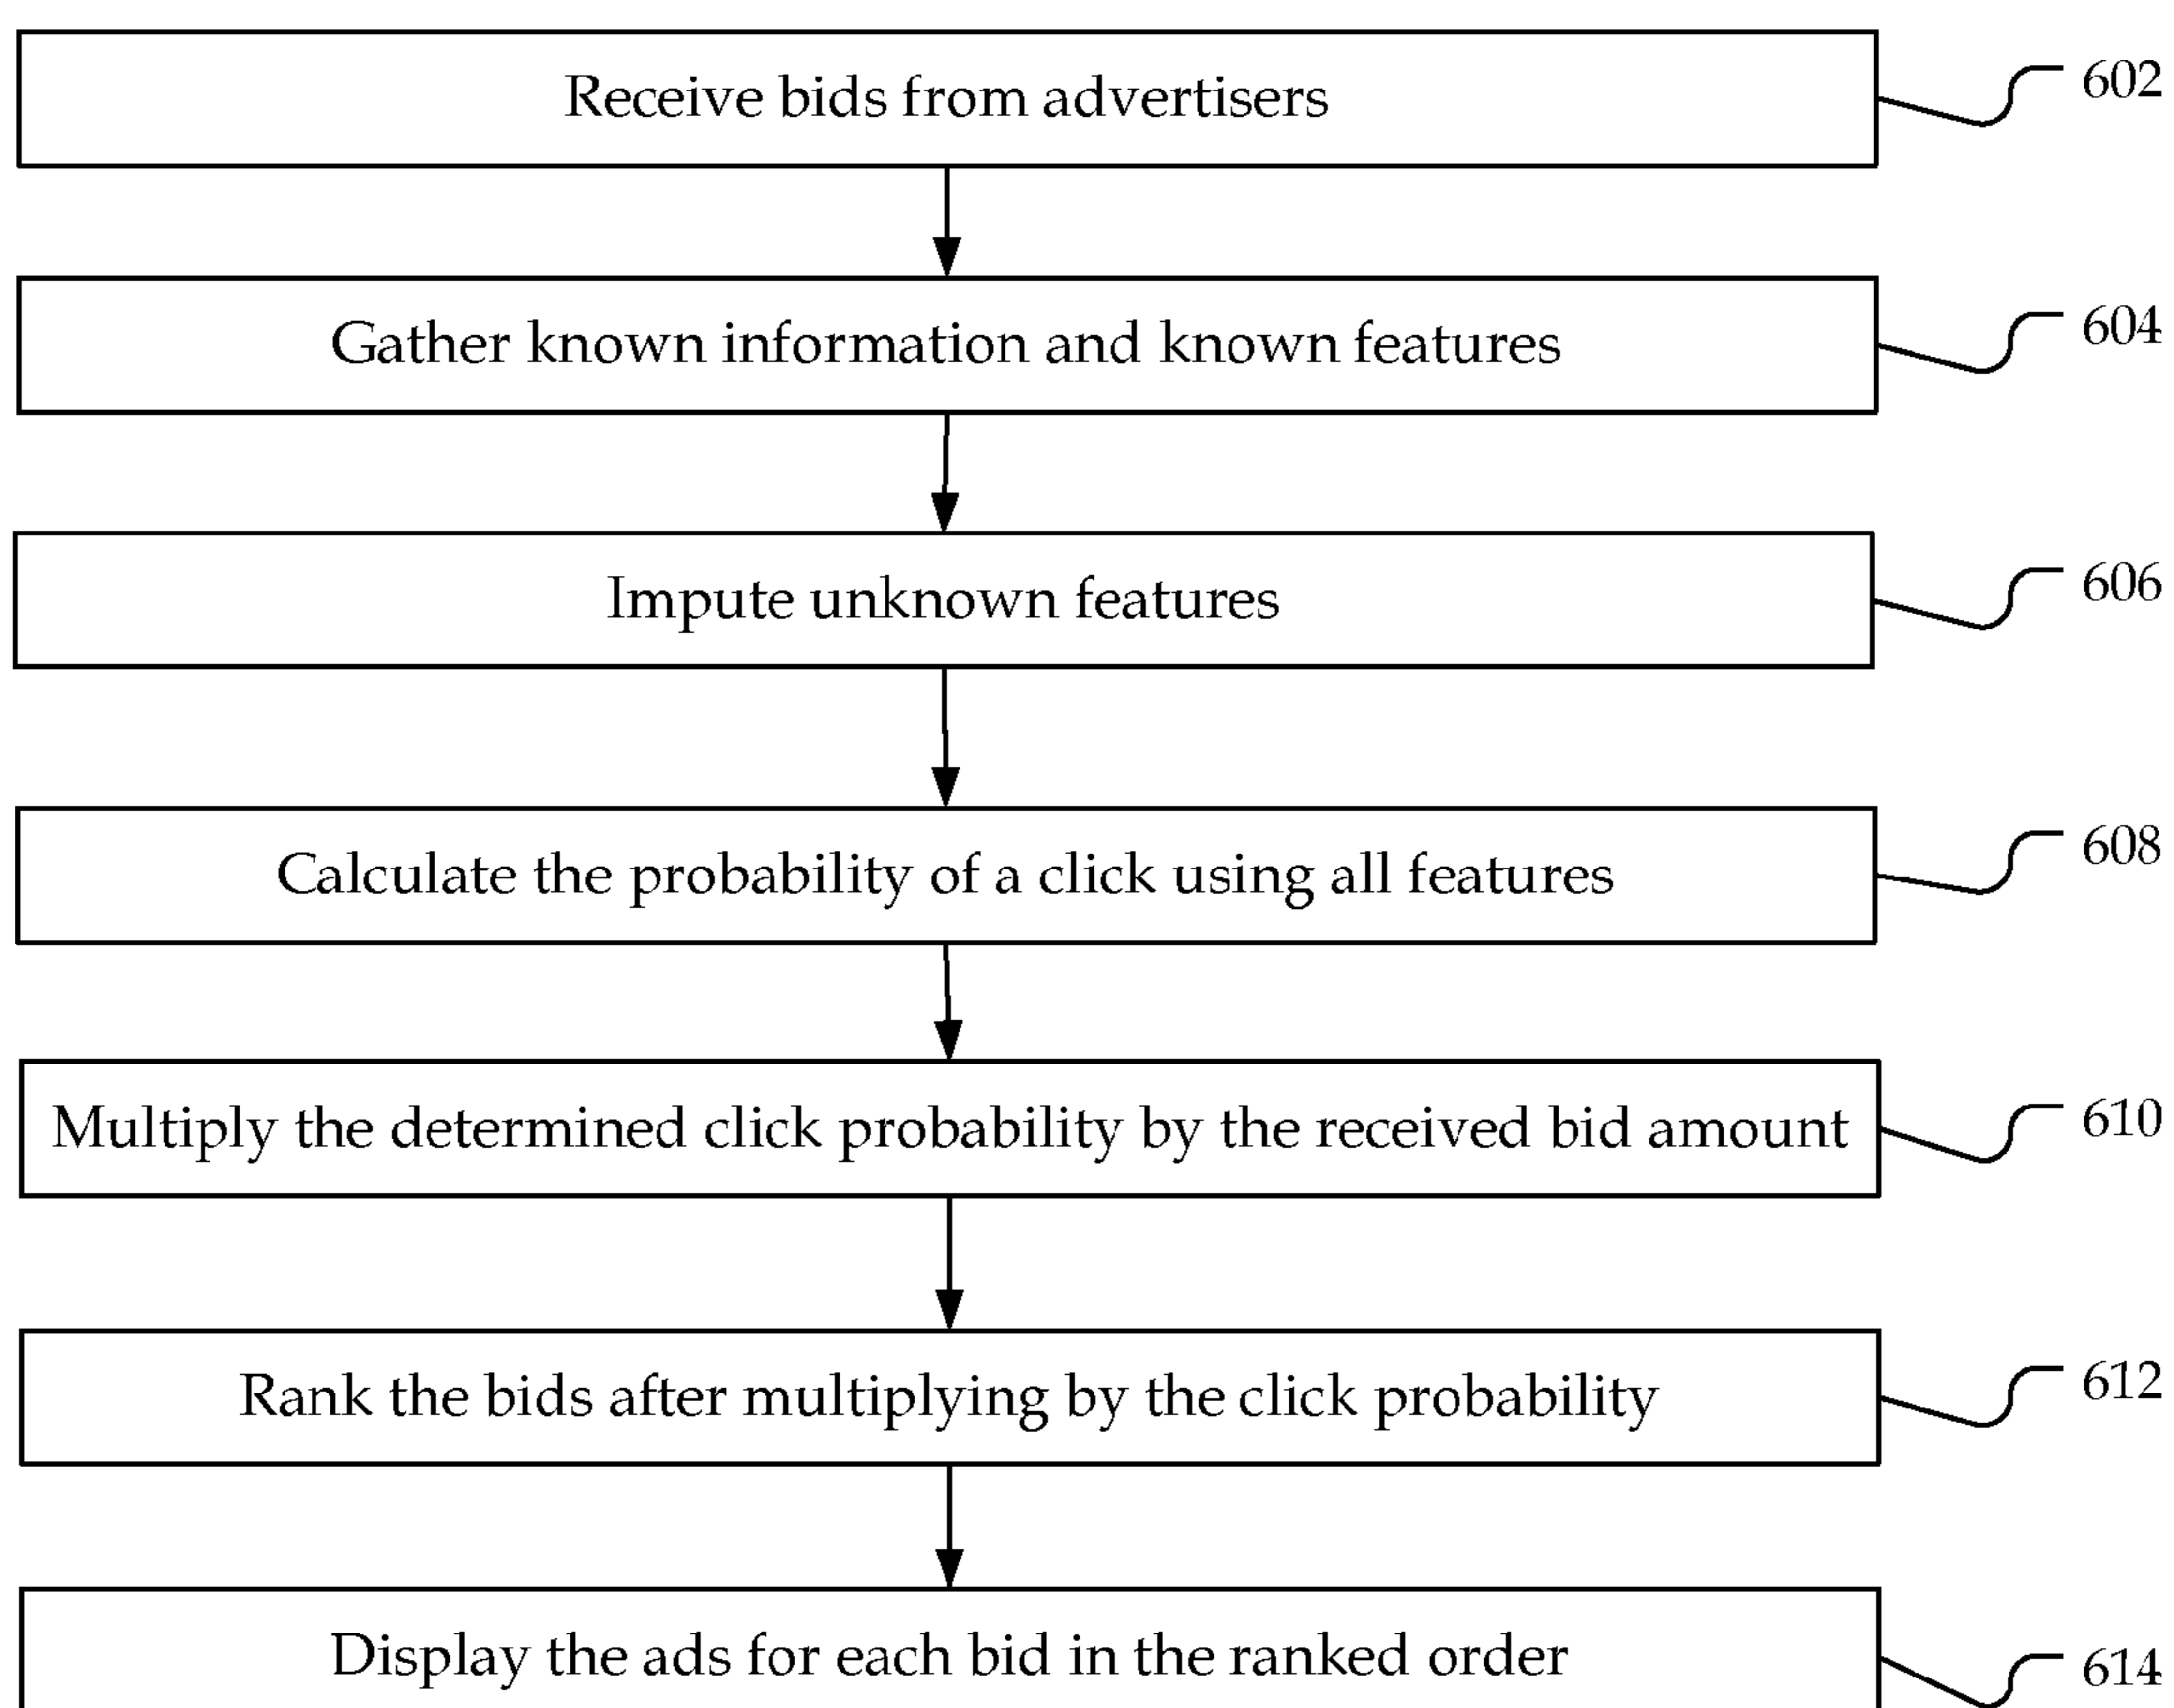 Receive bids from advertisers 602
Gather known information and known features 604
Impute unknown features 606
Calculate the probability of a click using all features 608
Multiply the determined click probability by the received bid amount 610
Rank the bids after multiplying by the click probability 612
Display the ads for each bid in the ranked order 614